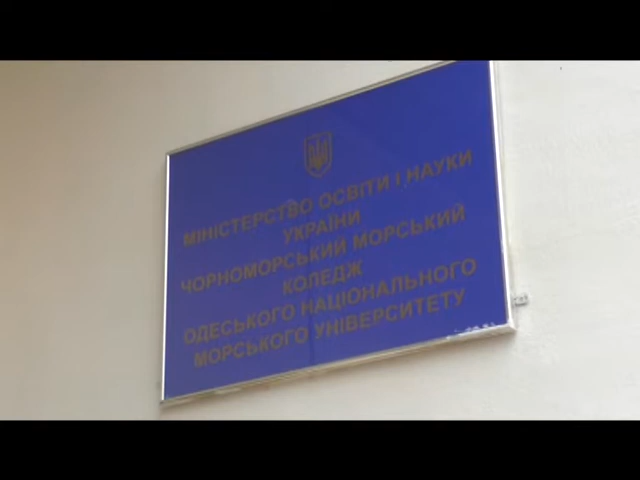 МІНІСТЕРСТВО ОСВІТИ І НАУКИ
УКРАЇНИ
ЧОРНОМОРСЬКИЙ МОРСЬКИЙ
КОЛЕДЖ
ОДЕСЬКОГО НАЦІОНАЛЬНОГО
МОРСЬКОГО УНІВЕРСИТЕТУ